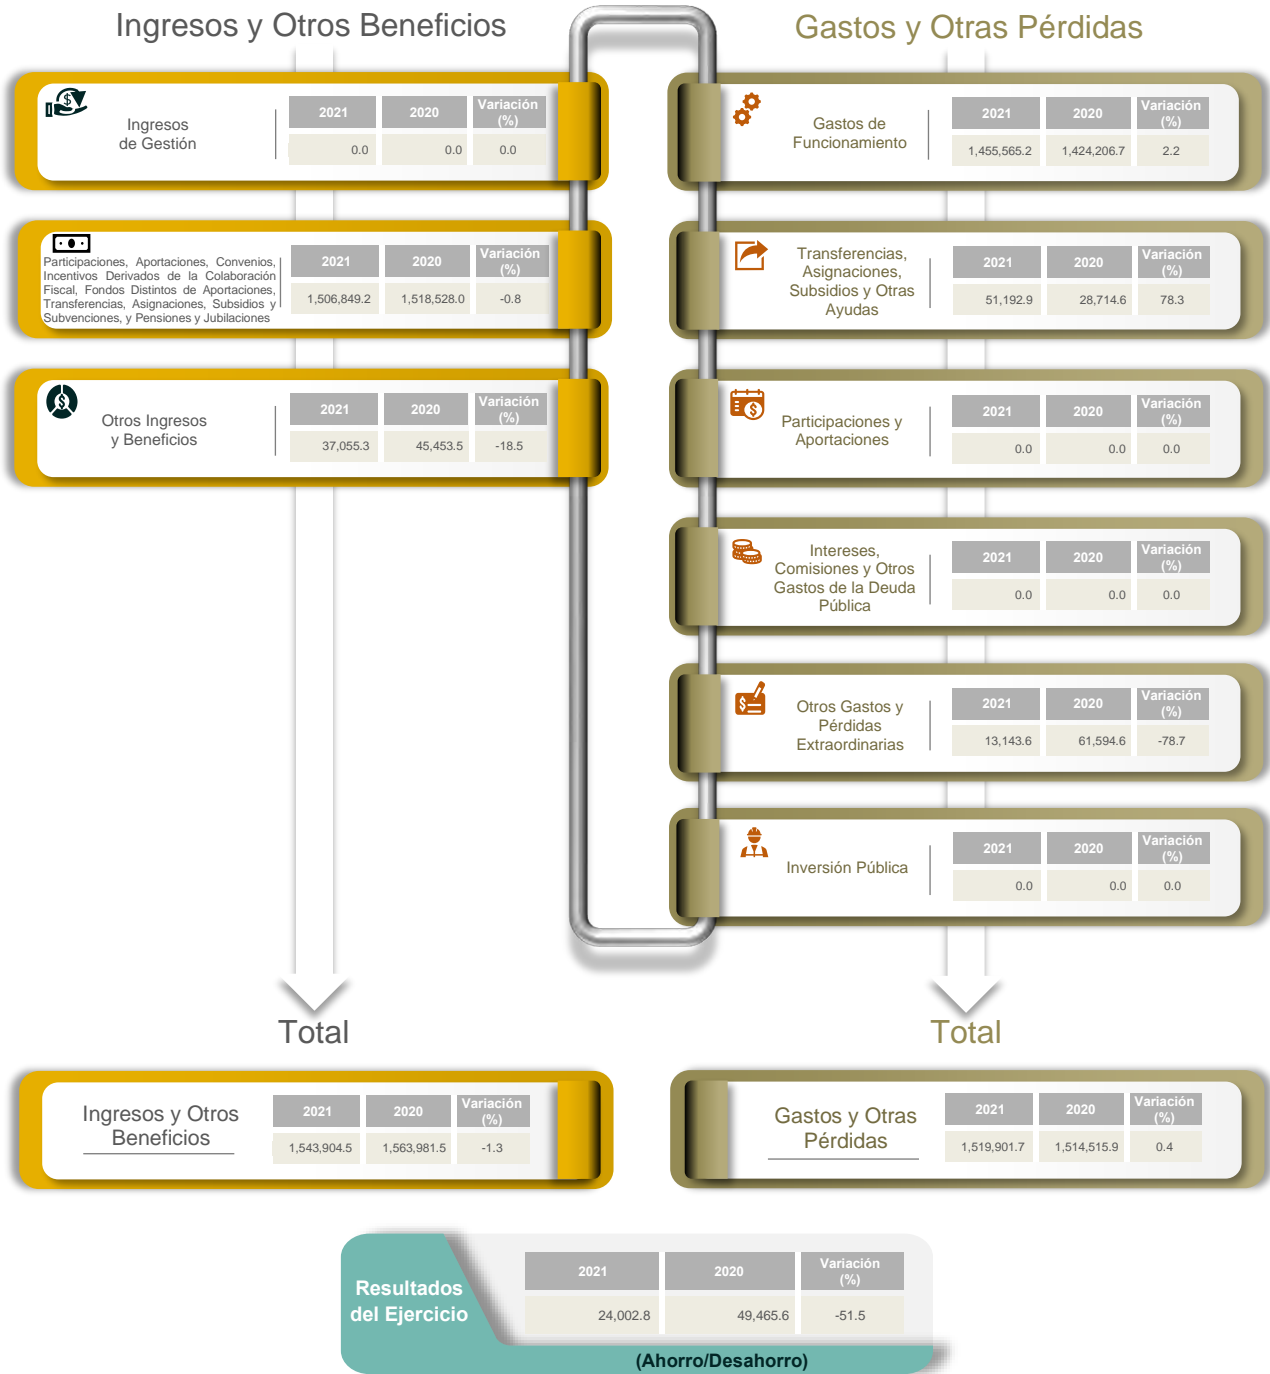 Ingresos y Otros Beneficios
Ingresos
de Gestión
2021 2020 Variación
(%)
0.0 0.0 0.0
Participaciones, Aportaciones, Convenios,
Incentivos Derivados de la Colaboración
Fiscal, Fondos Distintos de Aportaciones,
Transferencias, Asignaciones, Subsidios y
Subvenciones, y Pensiones y Jubilaciones
2021 2020 Variación
(%)
1,506,849.2 1,518,528.0 -0.8
Otros Ingresos
y Beneficios
2021 2020 Variación
(%)
37,055.3 45,453.5 -18.5
Total
Ingresos y Otros
Beneficios
2021 2020 Variación
(%)
1,543,904.5 1,563,981.5 -1.3
Gastos y Otras Pérdidas
Gastos de
Funcionamiento
2021 2020 Variación
(%)
1,455,565.2 1,424,206.7 2.2
Transferencias,
Asignaciones,
Subsidios y Otras
Ayudas
2021 2020 Variación
(%)
51,192.9 28,714.6 78.3
Participaciones y
Aportaciones
2021 2020 Variación
(%)
0.0 0.0 0.0
Intereses,
Comisiones y Otros
Gastos de la Deuda
Pública
2021 2020 Variación
(%)
0.0 0.0 0.0
Otros Gastos y
Pérdidas
Extraordinarias
2021 2020 Variación
(%)
13,143.6 61,594.6 -78.7
Inversión Pública
2021 2020 Variación
(%)
0.0 0.0 0.0
Total
Gastos y Otras
Pérdidas
2021 2020 Variación
(%)
1,519,901.7 1,514,515.9 0.4
Resultados
del Ejercicio
2021 2020 Variación
(%)
24,002.8 49,465.6 -51.5
(Ahorro/Desahorro)